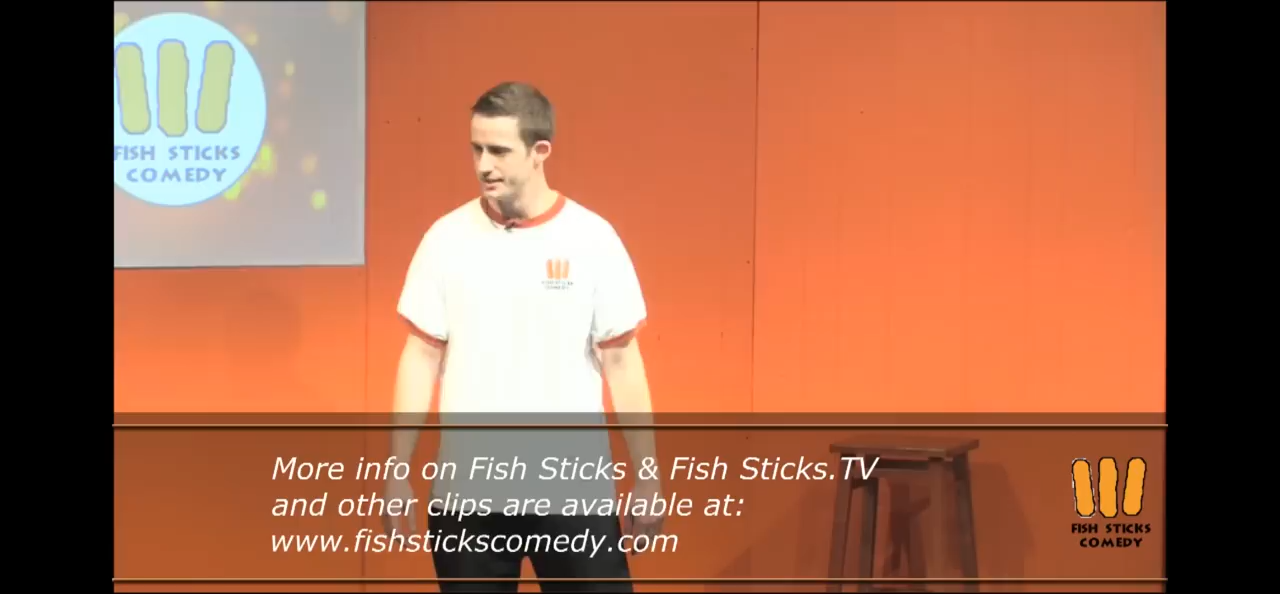 FISH STICKS
COMEDY
More info on Fish Sticks & Fish Sticks.TV
and other clips are available at:
www.fishstickscomedy.com
FISH STICKS
COMEDY